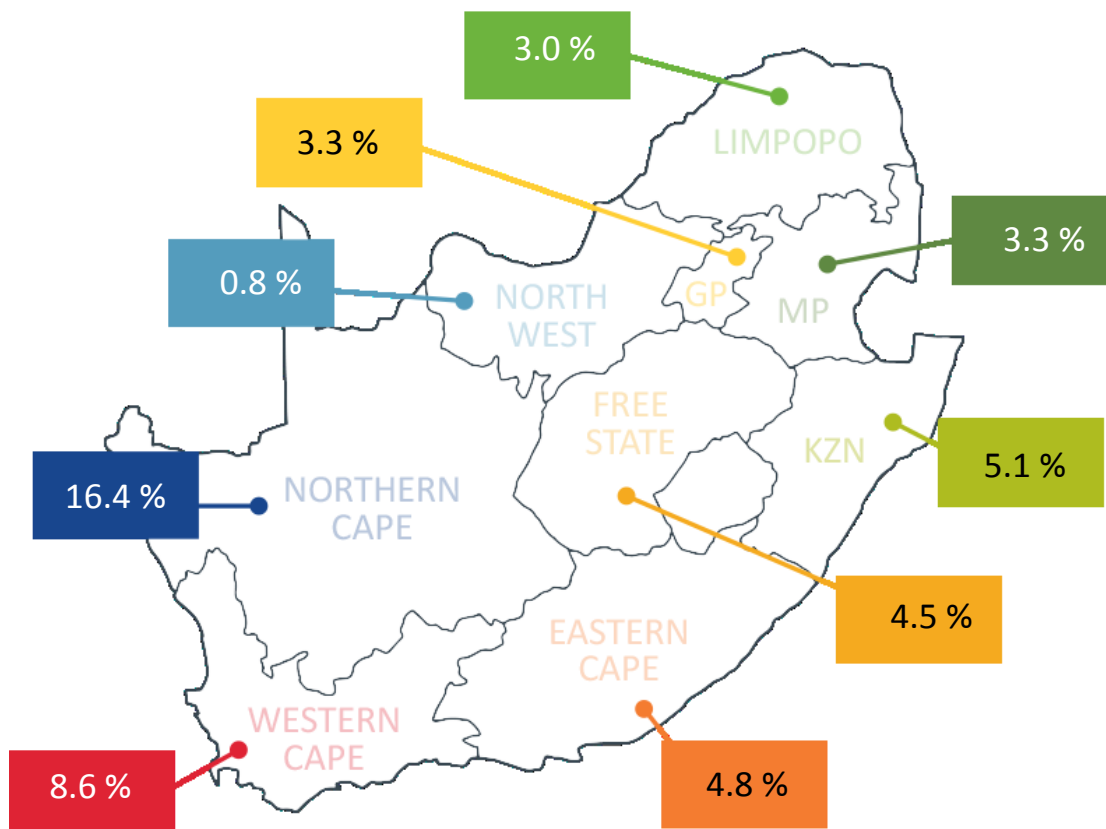 3.0 %
LIMPOPO
3.3 %
3.3 %
0.8 %
NORTH
WEST
GP
MP
FREE
STATE
KZN
5.1 %
16.4 %
NORTHERN
CAPE
4.5 %
EASTERN
CAPE
WESTERN
CAPE
8.6 %
4.8 %